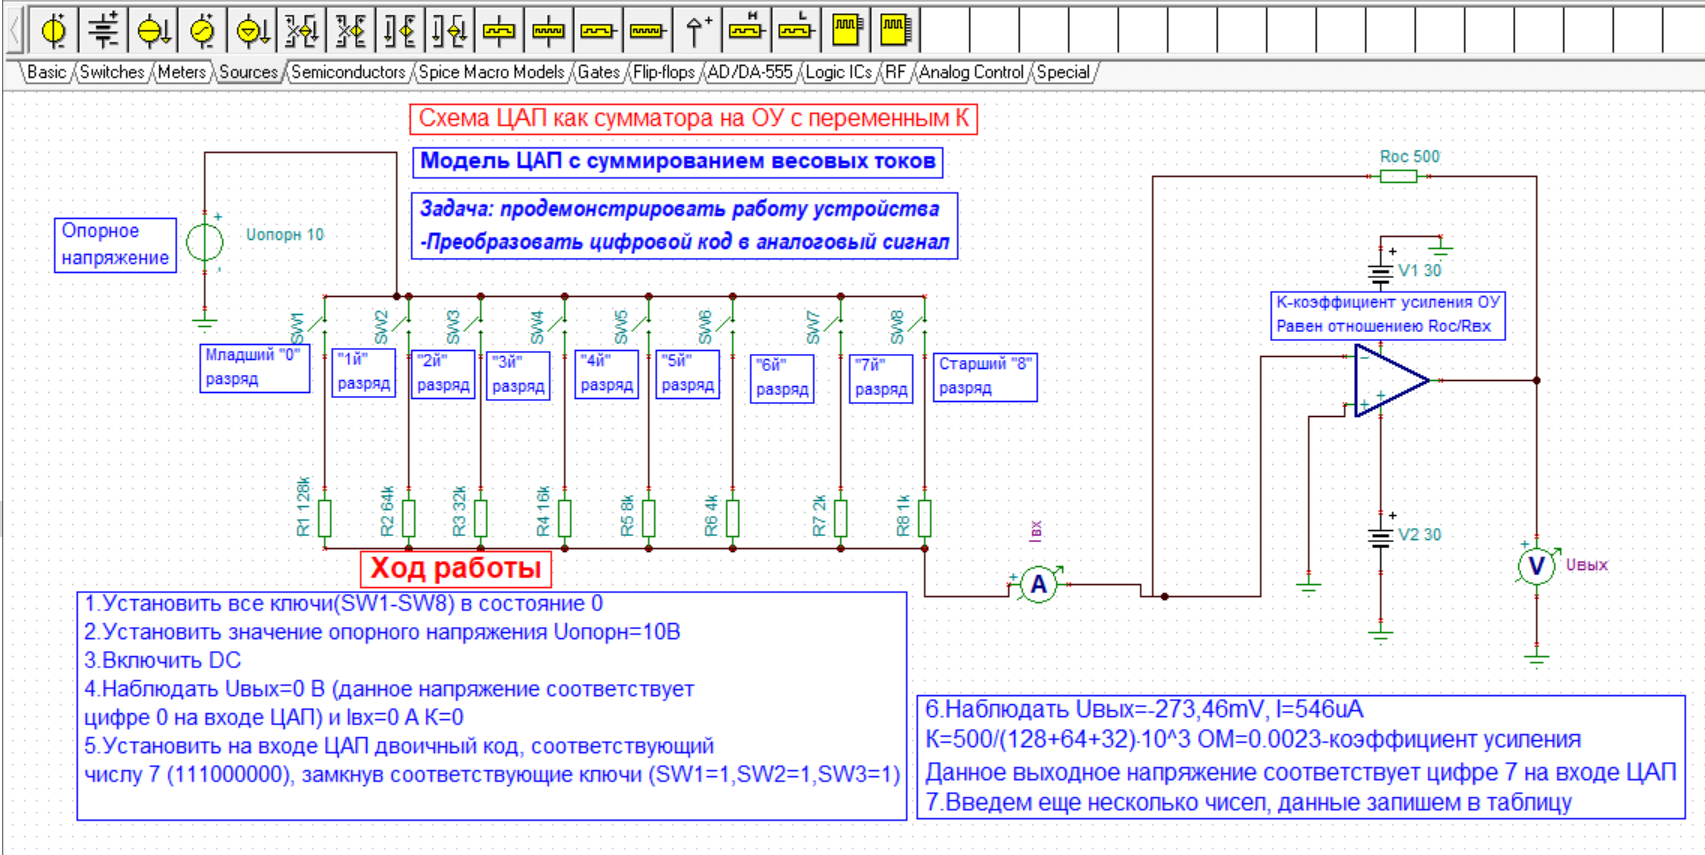 H L
Basic Switches Meters Sources Semiconductors Spice Macro Models Gates Flip-flops AD/DA-555 Logic ICs RF Analog Control Special
Схема ЦАП как сумматора на ОУ с переменным К
Модель ЦАП с суммированием весовых токов
Задача: продемонстрировать работу устройства
-Преобразовать цифровой код в аналоговый сигнал
Опорное
напряжение
Uопорн 10
Rос 500
V1 30
К-коэффициент усиления ОУ
Равен отношениею Rос/Rвх
SW1 SW2 SW3 SW4 SW5 SW6 SW7 SW8
Младший "0"
разряд
"1й"
разряд
"2й"
разряд
"3й"
разряд
"4й"
разряд
"5й"
разряд
"6й"
разряд
"7й"
разряд
Старший "8"
разряд
R1 128k R2 64k R3 32k R4 16k R5 8k R6 4k R7 2k R8 1k
Iвх
A
V2 30
V
Uвых
Ход работы
1.Установить все ключи(SW1-SW8) в состояние 0
2.Установить значение опорного напряжения Uопорн=10В
3.Включить DC
4.Наблюдать Uвых=0 В (данное напряжение соответствует
цифре 0 на входе ЦАП) и Iвх=0 А К=0
5.Установить на входе ЦАП двоичный код, соответствующий
числу 7 (111000000), замкнув соответствующие ключи (SW1=1,SW2=1,SW3=1)
6.Наблюдать Uвых=-273,46mV, I=546uA
К=500/(128+64+32)·10^3 ОМ=0.0023-коэффициент усиления
Данное выходное напряжение соответствует цифре 7 на входе ЦАП
7.Введем еще несколько чисел, данные запишем в таблицу